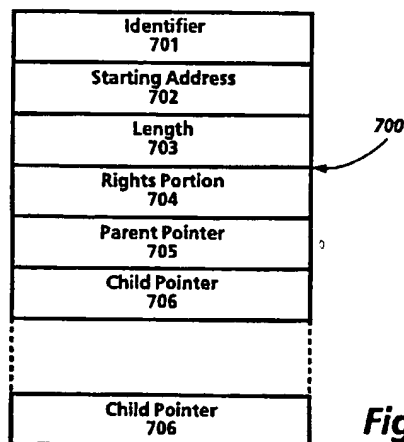 Identifier
701
Starting Address
702
Length
703
700
Rights Portion
704
Parent Pointer
705
Child Pointer
706
Child Pointer
706
Fig